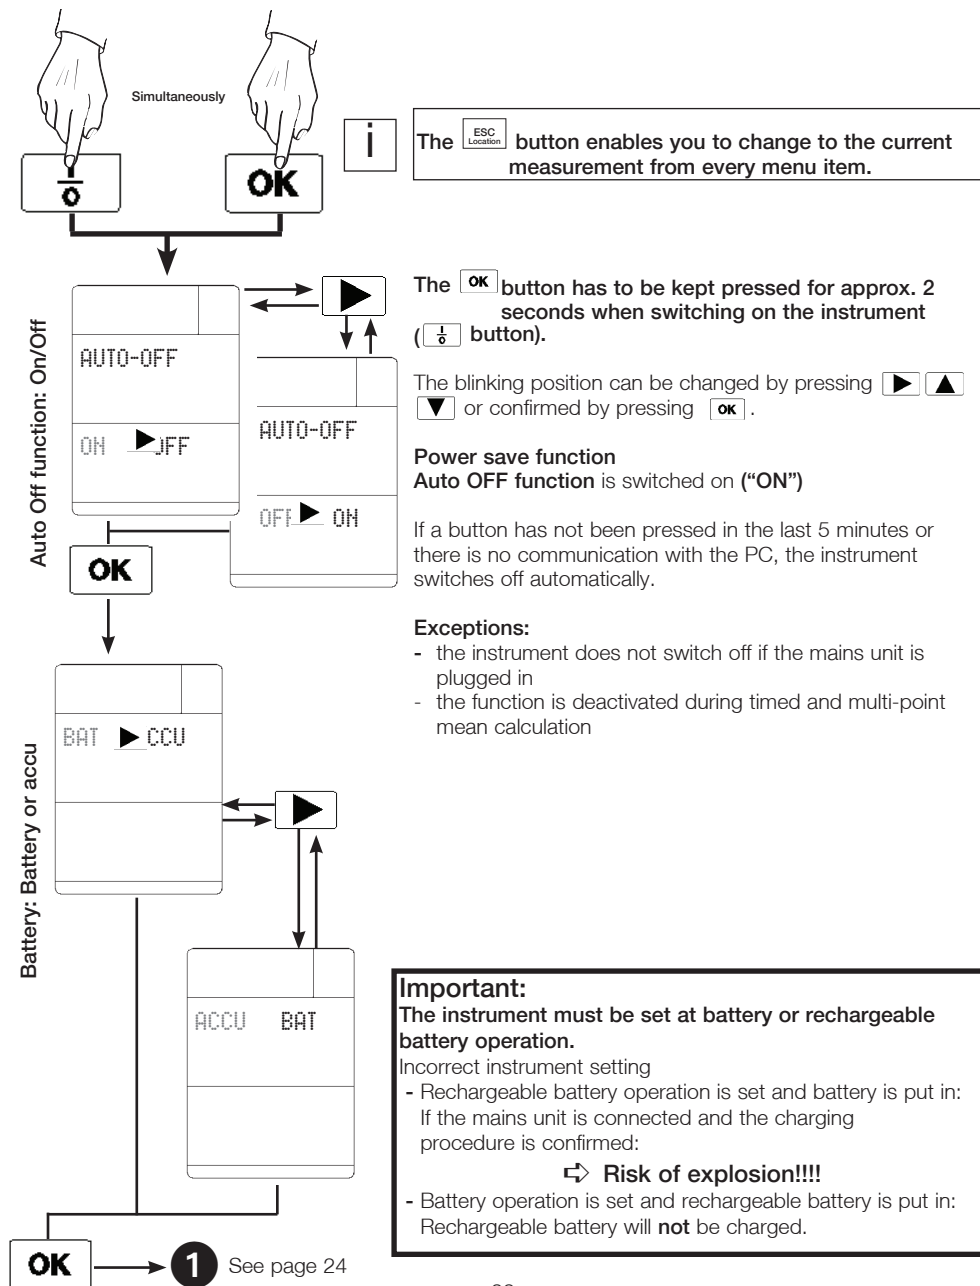 Simultaneously
I
O
OK
i
The ESC Location button enables you to change to the current
measurement from every menu item.
The OK button has to be kept pressed for approx. 2
seconds when switching on the instrument
( I O button).
The blinking position can be changed by pressing
or confirmed by pressing OK .
Power save function
Auto OFF function is switched on (“ON”)
If a button has not been pressed in the last 5 minutes or
there is no communication with the PC, the instrument
switches off automatically.
Exceptions:
- the instrument does not switch off if the mains unit is
plugged in
- the function is deactivated during timed and multi-point
mean calculation
Auto Off function: On/Off
AUTO-OFF
ON FF
AUTO-OFF
OFF ON
OK
Battery: Battery or accu
BAT CCU
ACCU BAT
Important:
The instrument must be set at battery or rechargeable
battery operation.
Incorrect instrument setting
- Rechargeable battery operation is set and battery is put in:
If the mains unit is connected and the charging
procedure is confirmed:
➪ Risk of explosion!!!!
- Battery operation is set and rechargeable battery is put in:
Rechargeable battery will not be charged.
OK
1 See page 24